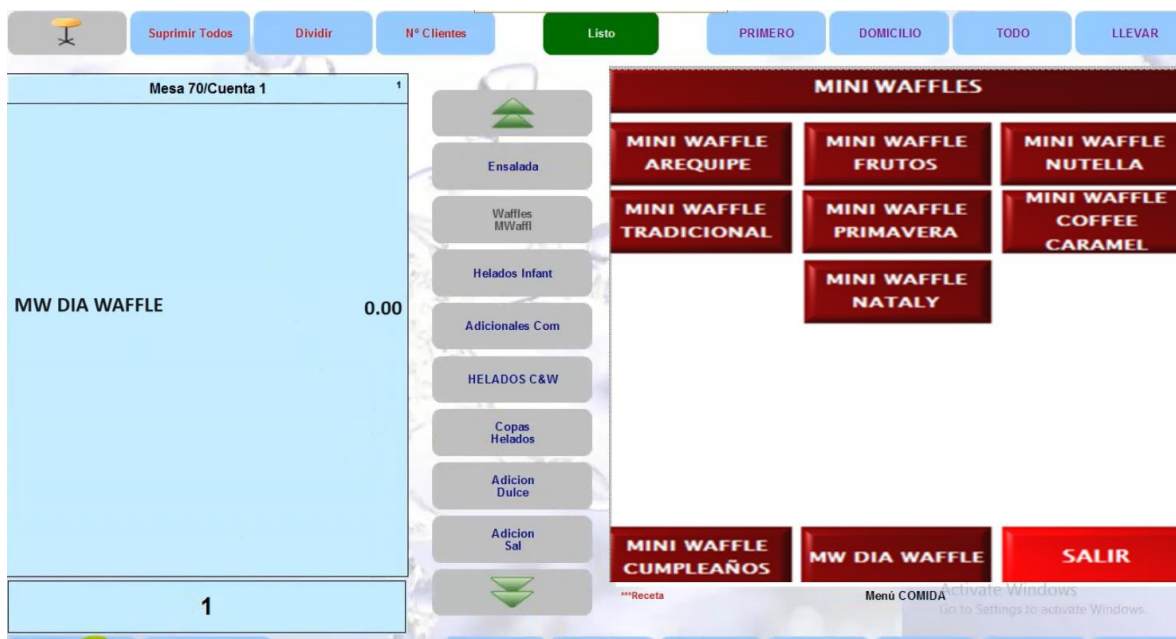 Suprimir Todos
Dividir
Nº Clientes
Listo
PRIMERO
DOMICILIO
TODO
LLEVAR
Mesa 70/Cuenta 1
1
MW DIA WAFFLE 0.00
1
Ensalada
Waffles
MWaffl
Helados Infant
Adicionales Com
HELADOS C&W
Copas
Helados
Adicion
Dulce
Adicion
Sal
MINI WAFFLES
MINI WAFFLE
AREQUIPE
MINI WAFFLE
FRUTOS
MINI WAFFLE
NUTELLA
MINI WAFFLE
TRADICIONAL
MINI WAFFLE
PRIMAVERA
MINI WAFFLE
COFFEE
CARAMEL
MINI WAFFLE
NATALY
MINI WAFFLE
CUMPLEAÑOS
MW DIA WAFFLE
SALIR
***Receta
Menú COMIDA
Activate Windows
Go to Settings to activate Windows.